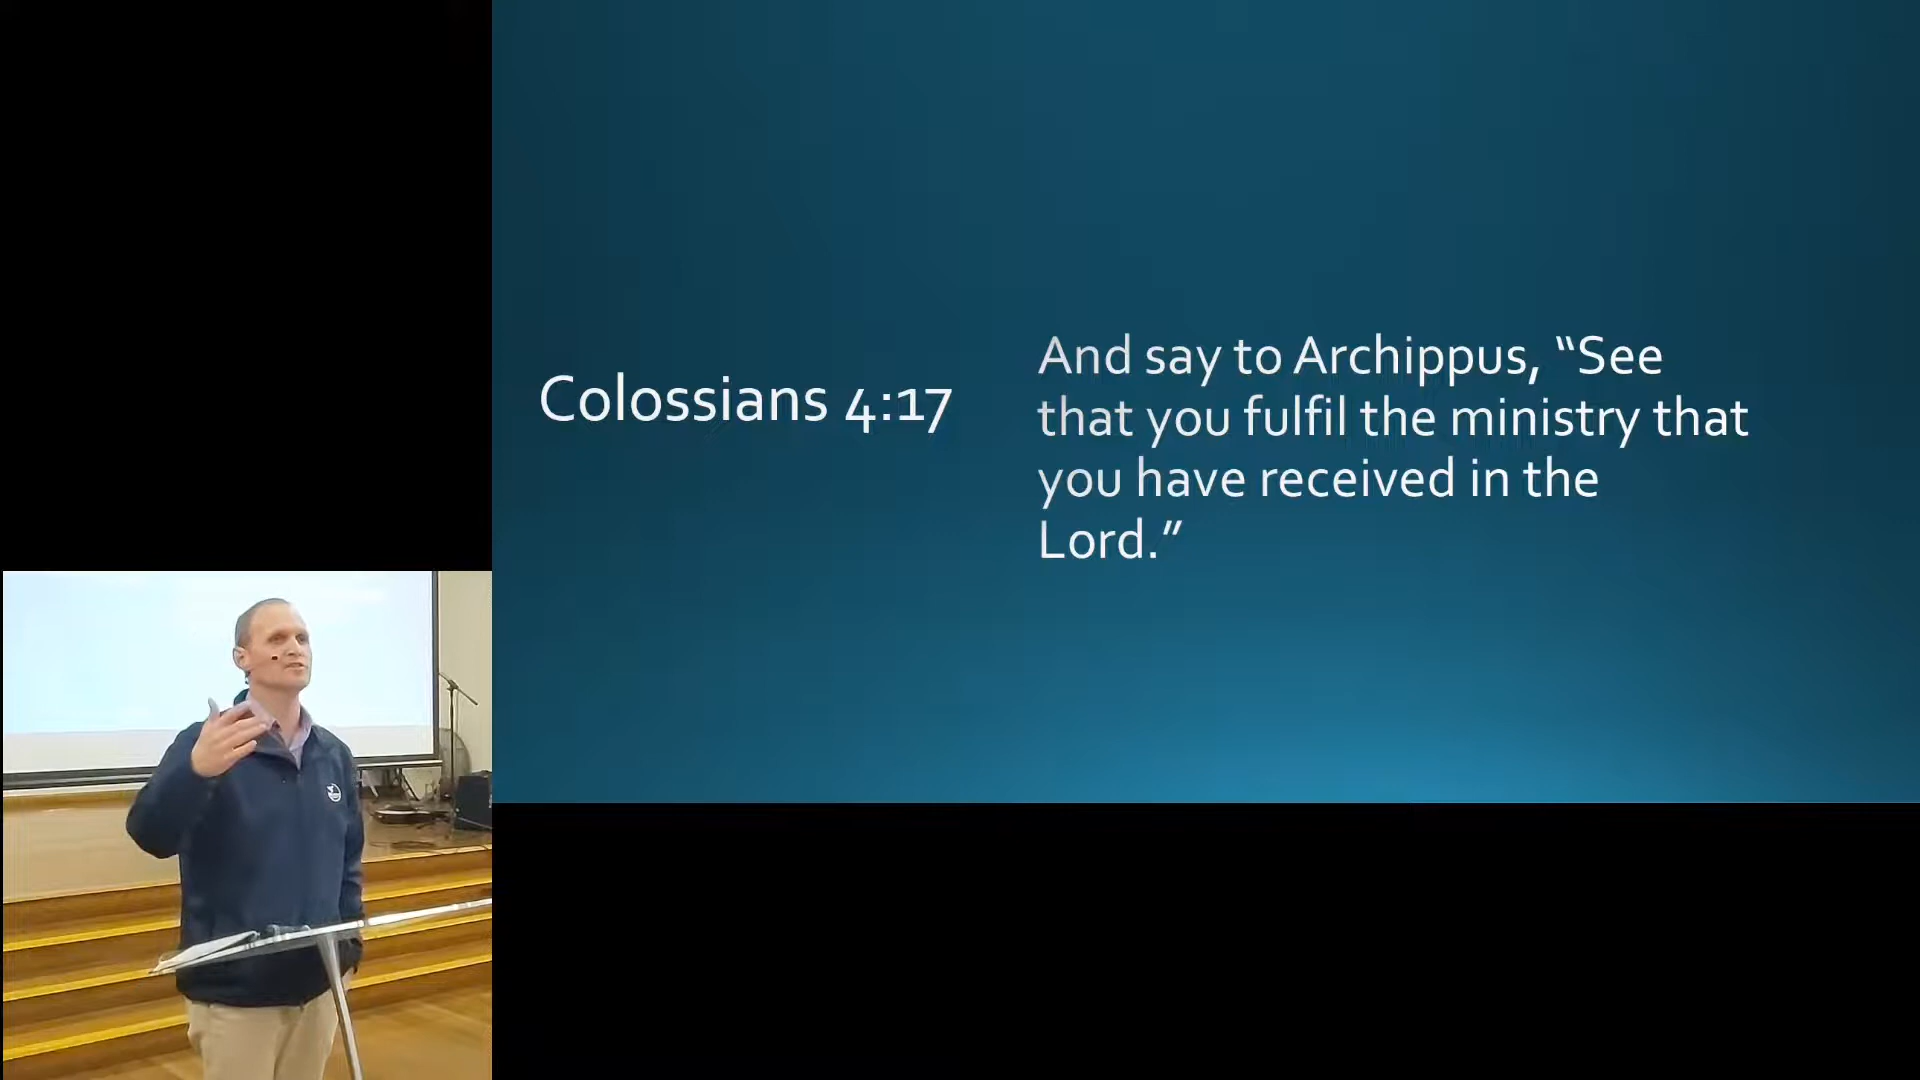 Colossians 4:17
And say to Archippus, “See
that you fulfil the ministry that
you have received in the
Lord.”